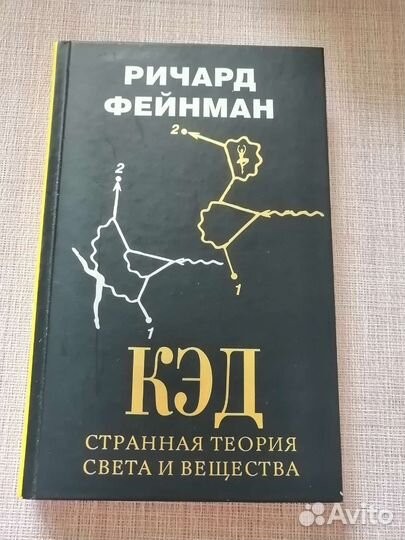 РИЧАРД
ФЕЙНМАН
2
2
1
1
КЭД
СТРАННАЯ ТЕОРИЯ
СВЕТА И ВЕЩЕСТВА
Avito